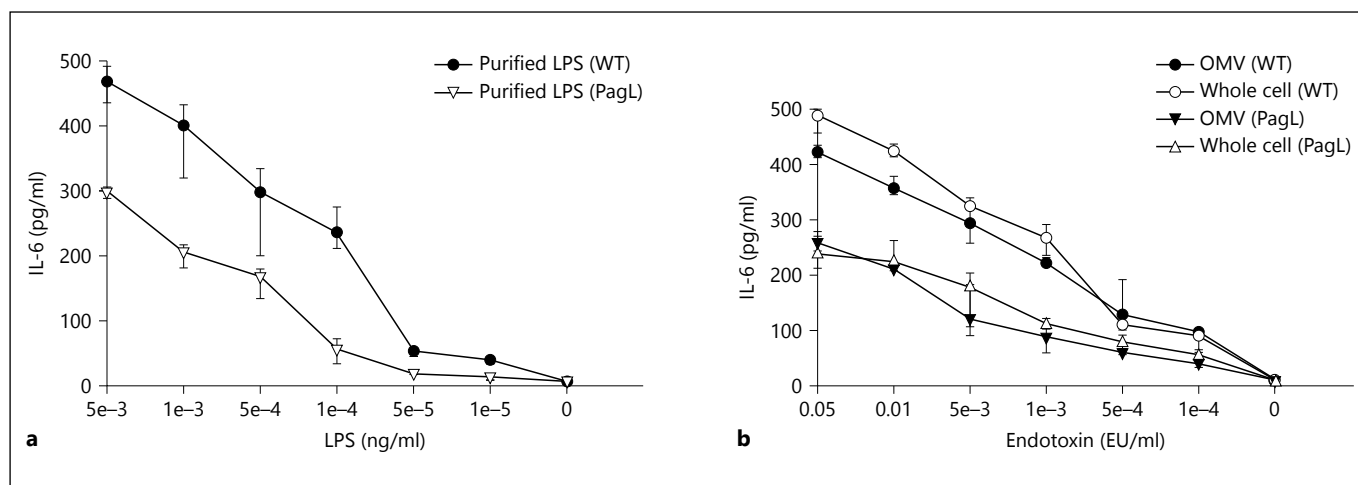 500
400
300
200
100
0
IL-6 (pg/ml)
5e–3 1e–3 5e–4 1e–4 5e–5 1e–5 0
LPS (ng/ml)
Purified LPS (WT)
Purified LPS (PagL)
a
500
400
300
200
100
0
IL-6 (pg/ml)
0.05 0.01 5e–3 1e–3 5e–4 1e–4 0
Endotoxin (EU/ml)
OMV (WT)
Whole cell (WT)
OMV (PagL)
Whole cell (PagL)
b